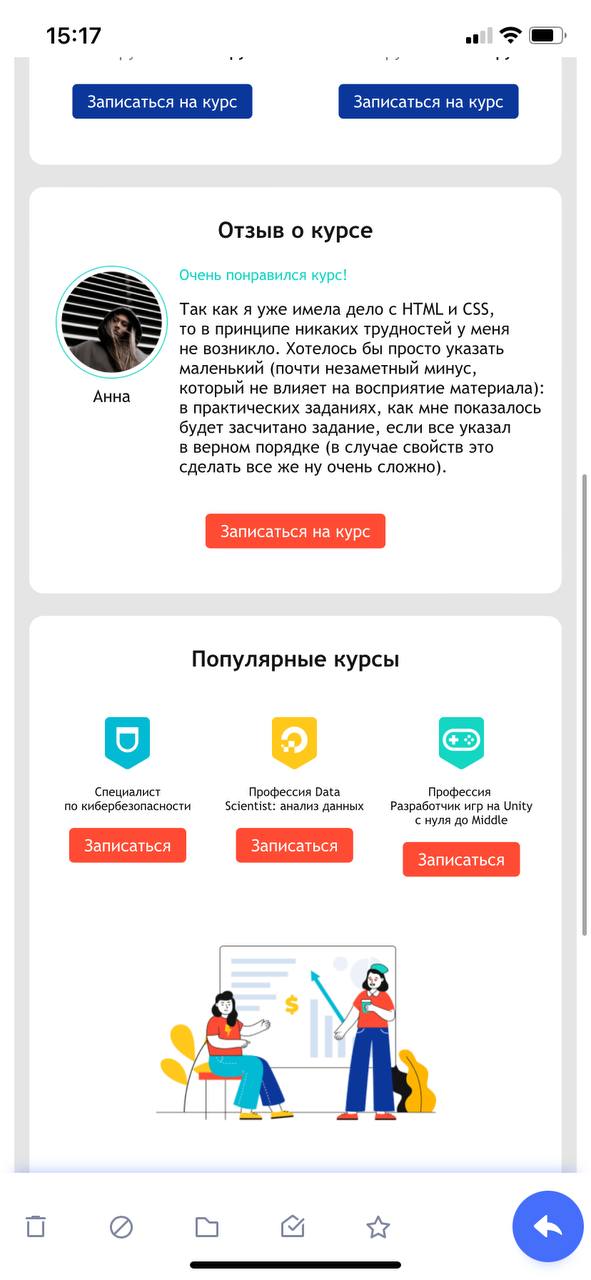 15:17
Записаться на курс
Записаться на курс
Отзыв о курсе
Очень понравился курс!
Так как я уже имела дело с HTML и CSS,
то в принципе никаких трудностей у меня
не возникло. Хотелось бы просто указать
маленький (почти незаметный минус,
который не влияет на восприятие материала):
в практических заданиях, как мне показалось
будет засчитано задание, если все указал
в верном порядке (в случае свойств это
сделать все же ну очень сложно).
Анна
Записаться на курс
Популярные курсы
Специалист
по кибербезопасности
Записаться
Профессия Data
Scientist: анализ данных
Записаться
Профессия
Разработчик игр на Unity
с нуля до Middle
Записаться
$